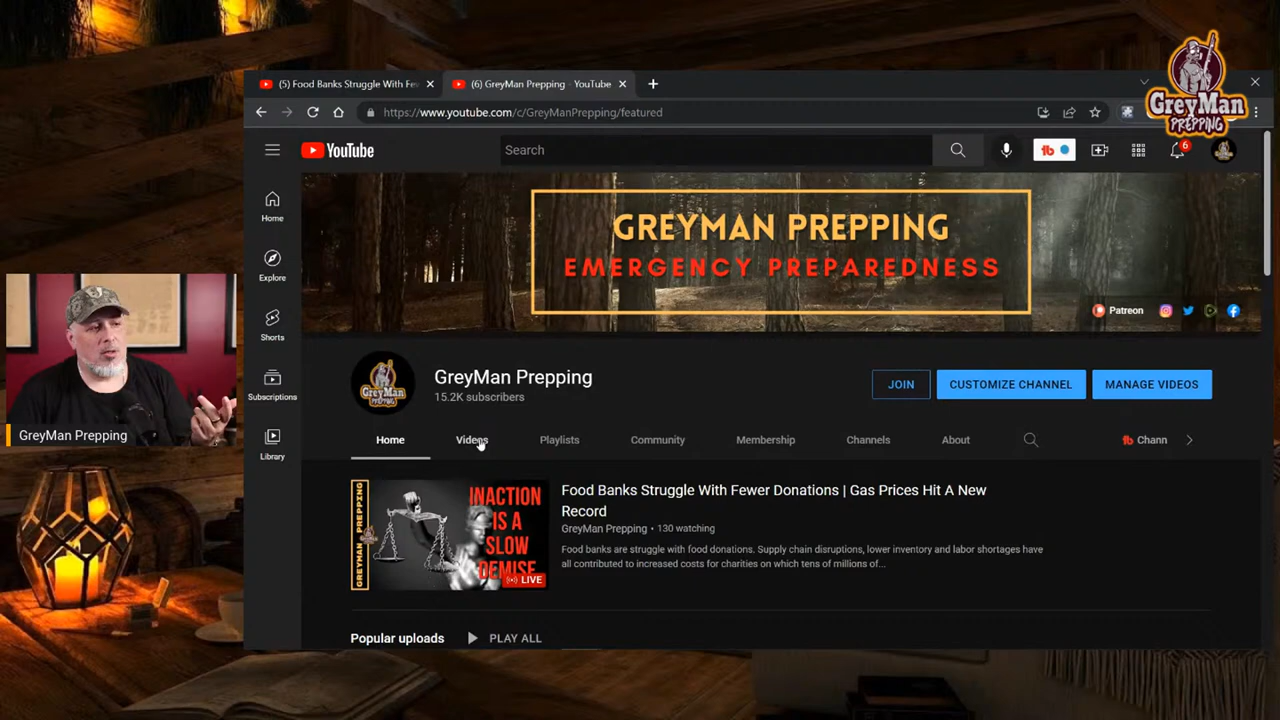 GreyMan
PREPPING
(5) Food Banks Struggle With Few
(6) GreyMan Prepping - YouTube
https://www.youtube.com/c/GreyManPrepping/featured
YouTube
Search
6
Home
Explore
Shorts
Subscriptions
Library
GREYMAN PREPPING
EMERGENCY PREPAREDNESS
Patreon
GreyMan Prepping
GreyMan Prepping
15.2K subscribers
JOIN
CUSTOMIZE CHANNEL
MANAGE VIDEOS
Home
Videos
Playlists
Community
Membership
Channels
About
Chann
GREYMAN PREPPING
INACTION
IS A
SLOW
DEMISE
LIVE
Food Banks Struggle With Fewer Donations | Gas Prices Hit A New
Record
GreyMan Prepping • 130 watching
Food banks are struggle with food donations. Supply chain disruptions, lower inventory and labor shortages have
all contributed to increased costs for charities on which tens of millions of...
Popular uploads
PLAY ALL